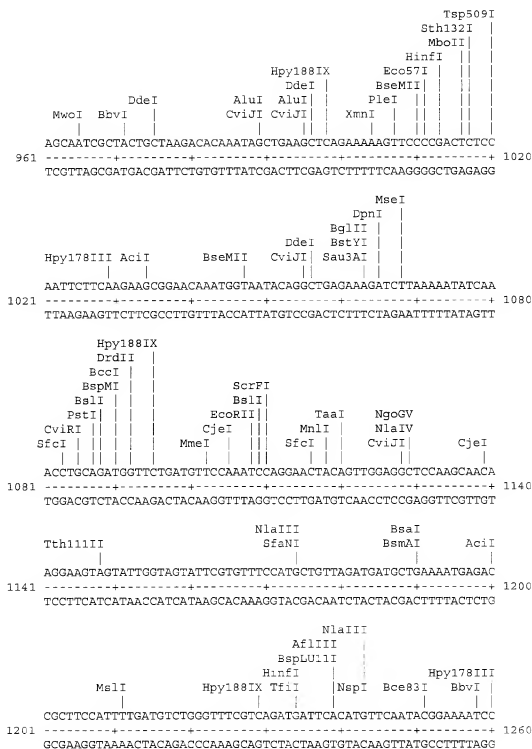 Tsp509I
Sth132I
MboII
HinfI
Hpy188IX Eco57I
DdeI BseMII
DdeI AluI AluI PleI
MwoI BbvI CviJI CviJI XmnI
AGCAATCGCTACTGCTAAGACACAAATAGCTGAAGCTCAGAAAAAGTTCCCCGACTCTCC
961 ---------+---------+---------+---------+---------+---------+ 1020
TCGTTAGCGATGACGATTCTGTGTTTATCGACTTCGAGTCTTTTTCAAGGGGCTGAGAGG
MseI
DpnI
BglII
DdeI BstYI
Hpy178III AciI BseMII CviJI Sau3AI
AATTCTTCAAGAAGCGGAACAAATGGTAATACAGGCTGAGAAAGATCTTAAAAATATCAA
1021 ---------+---------+---------+---------+---------+---------+ 1080
TTAAGAAGTTCTTCGCCTTGTTTACCATTATGTCCGACTCTTTCTAGAATTTTTATAGTT
Hpy188IX
DrdII
BccI
BspMI ScrFI
BslI BslI
PstI EcoRII TaaI NgoGV
CviRI CjeI MnlI NlaIV
SfcI MmeI SfcI CviJI CjeI
ACCTGCAGATGGTTCTGATGTTCCAAATCCAGGAACTACAGTTGGAGGCTCCAAGCAACA
1081 ---------+---------+---------+---------+---------+---------+ 1140
TGGACGTCTACCAAGACTACAAGGTTTAGGTCCTTGATGTCAACCTCCGAGGTTCGTTGT
NlaIII BsaI
Tth111II SfaNI BsmAI AciI
AGGAAGTAGTATTGGTAGTATTCGTGTTTCCATGCTGTTAGATGATGCTGAAAATGAGAC
1141 ---------+---------+---------+---------+---------+---------+ 1200
TCCTTCATCATAACCATCATAAGCACAAAGGTACGACAATCTACTACGACTTTTACTCTG
NlaIII
AflIII
BspLU11I
HinfI Hpy178III
MslI Hpy188IX TfiI NspI Bce83I BbvI
CGCTTCCATTTTGATGTCTGGGTTTCGTCAGATGATTCACATGTTCAATACGGAAAATCC
1201 ---------+---------+---------+---------+---------+---------+ 1260
GCGAAGGTAAAACTACAGACCCAAAGCAGTCTACTAAGTGTACAAGTTATGCCTTTTAGG